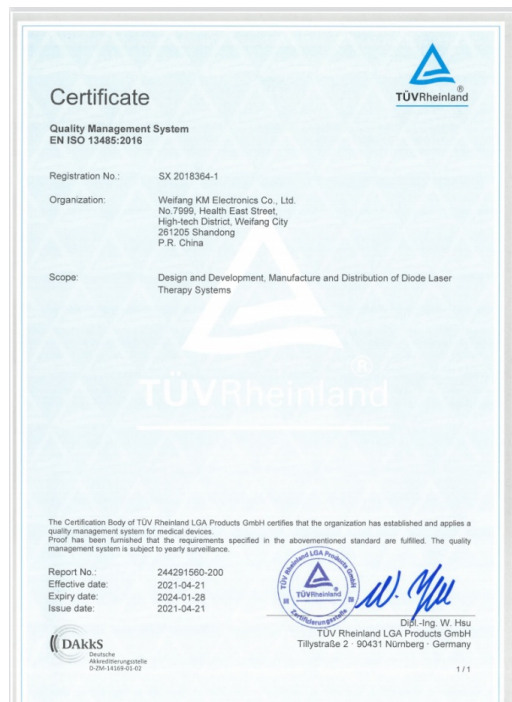 TÜVRheinland®
Certificate
Quality Management System
EN ISO 13485:2016
Registration No.: SX 2018364-1
Organization: Weifang KM Electronics Co., Ltd.
No.7999, Health East Street,
High-tech District, Weifang City
261205 Shandong
P.R. China
Scope: Design and Development, Manufacture and Distribution of Diode Laser
Therapy Systems
®
TÜVRheinland
The Certification Body of TÜV Rheinland LGA Products GmbH certifies that the organization has established and applies a
quality management system for medical devices.
Proof has been furnished that the requirements specified in the abovementioned standard are fulfilled. The quality
management system is subject to yearly surveillance.
Report No.: 244291560-200
Effective date: 2021-04-21
Expiry date: 2024-01-28
Issue date: 2021-04-21
TÜV Rheinland LGA Products GmbH
TÜVRheinland
Zertifizierungsstelle
Dipl.-Ing. W. Hsu
TÜV Rheinland LGA Products GmbH
Tillystraße 2 · 90431 Nürnberg · Germany
DAkkS
Deutsche
Akkreditierungsstelle
D-ZM-14169-01-02
1 / 1